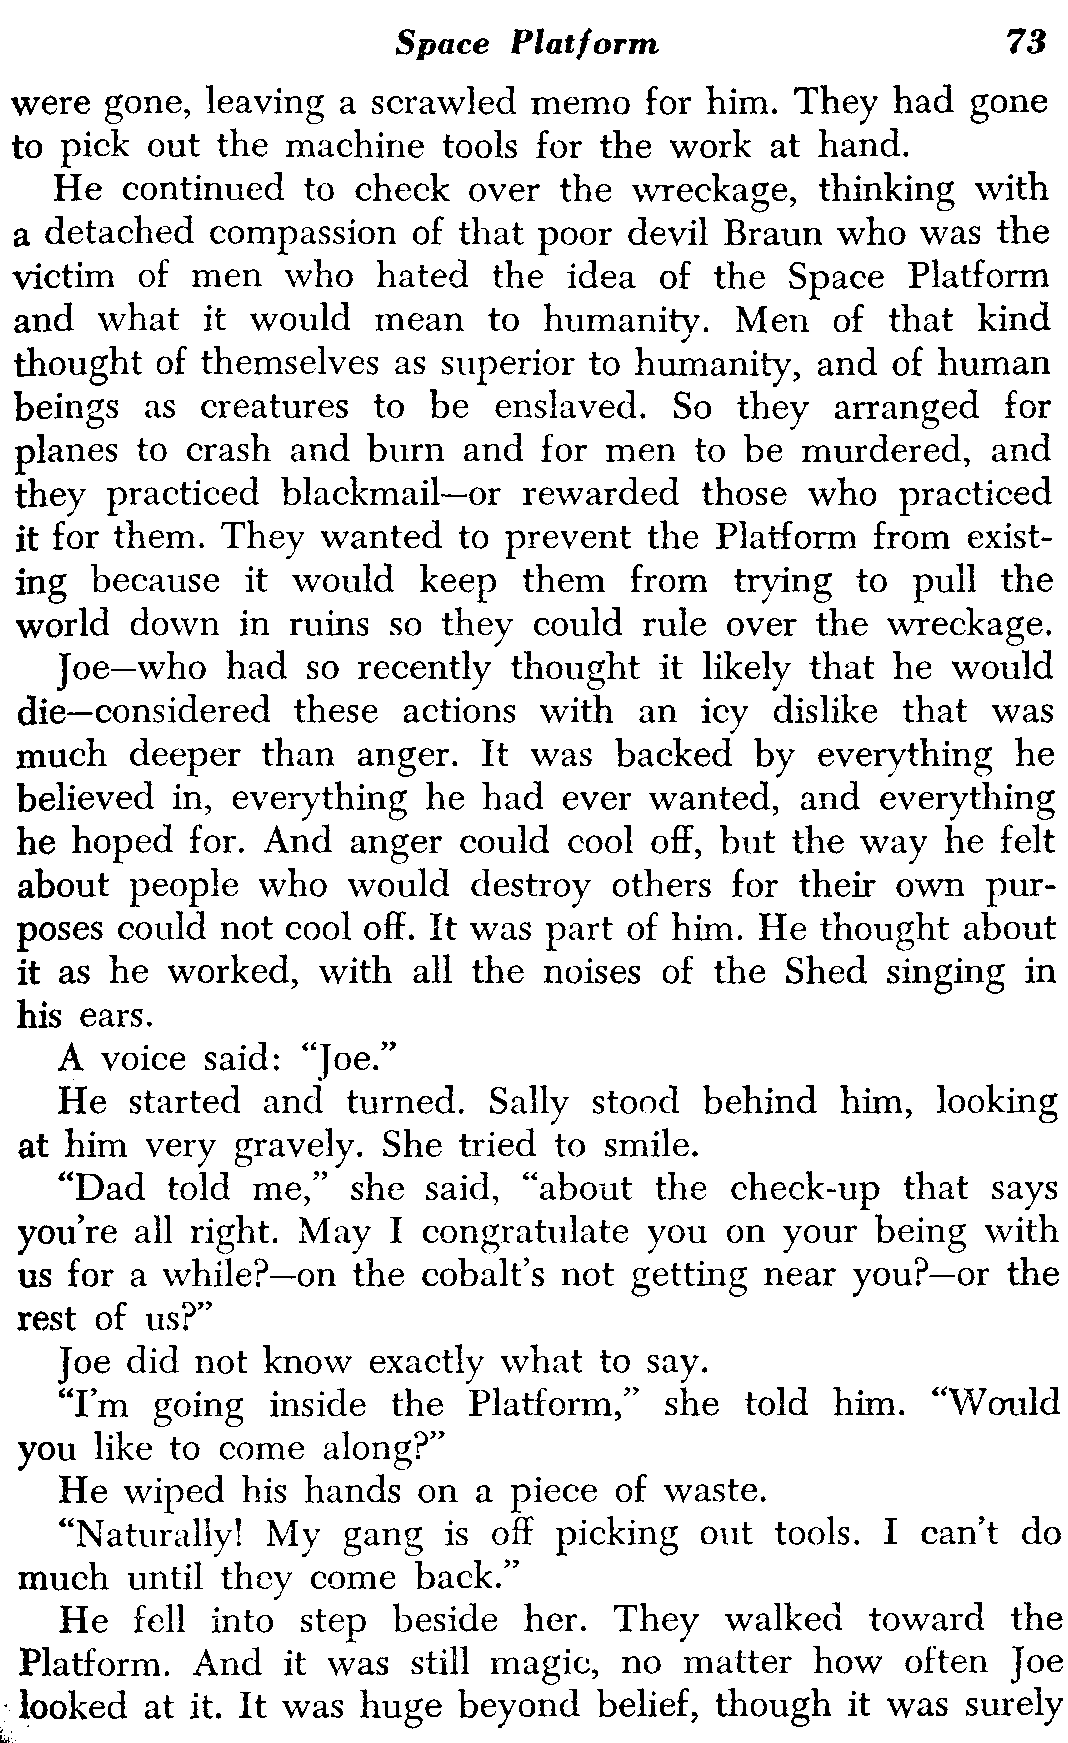 Space Platform 73
were gone, leaving a scrawled memo for him. They had gone
to pick out the machine tools for the work at hand.
He continued to check over the wreckage, thinking with
a detached compassion of that poor devil Braun who was the
victim of men who hated the idea of the Space Platform
and what it would mean to humanity. Men of that kind
thought of themselves as superior to humanity, and of human
beings as creatures to be enslaved. So they arranged for
planes to crash and burn and for men to be murdered, and
they practiced blackmail—or rewarded those who practiced
it for them. They wanted to prevent the Platform from exist-
ing because it would keep them from trying to pull the
world down in ruins so they could rule over the wreckage.
Joe—who had so recently thought it likely that he would
die—considered these actions with an icy dislike that was
much deeper than anger. It was backed by everything he
believed in, everything he had ever wanted, and everything
he hoped for. And anger could cool off, but the way he felt
about people who would destroy others for their own pur-
poses could not cool off. It was part of him. He thought about
it as he worked, with all the noises of the Shed singing in
his ears.
A voice said: “Joe.”
He started and turned. Sally stood behind him, looking
at him very gravely. She tried to smile.
“Dad told me,” she said, “about the check-up that says
you’re all right. May I congratulate you on your being with
us for a while?—on the cobalt’s not getting near you?—or the
rest of us?”
Joe did not know exactly what to say.
“I’m going inside the Platform,” she told him. “Would
you like to come along?”
He wiped his hands on a piece of waste.
“Naturally! My gang is off picking out tools. I can’t do
much until they come back.”
He fell into step beside her. They walked toward the
Platform. And it was still magic, no matter how often Joe
looked at it. It was huge beyond belief, though it was surely